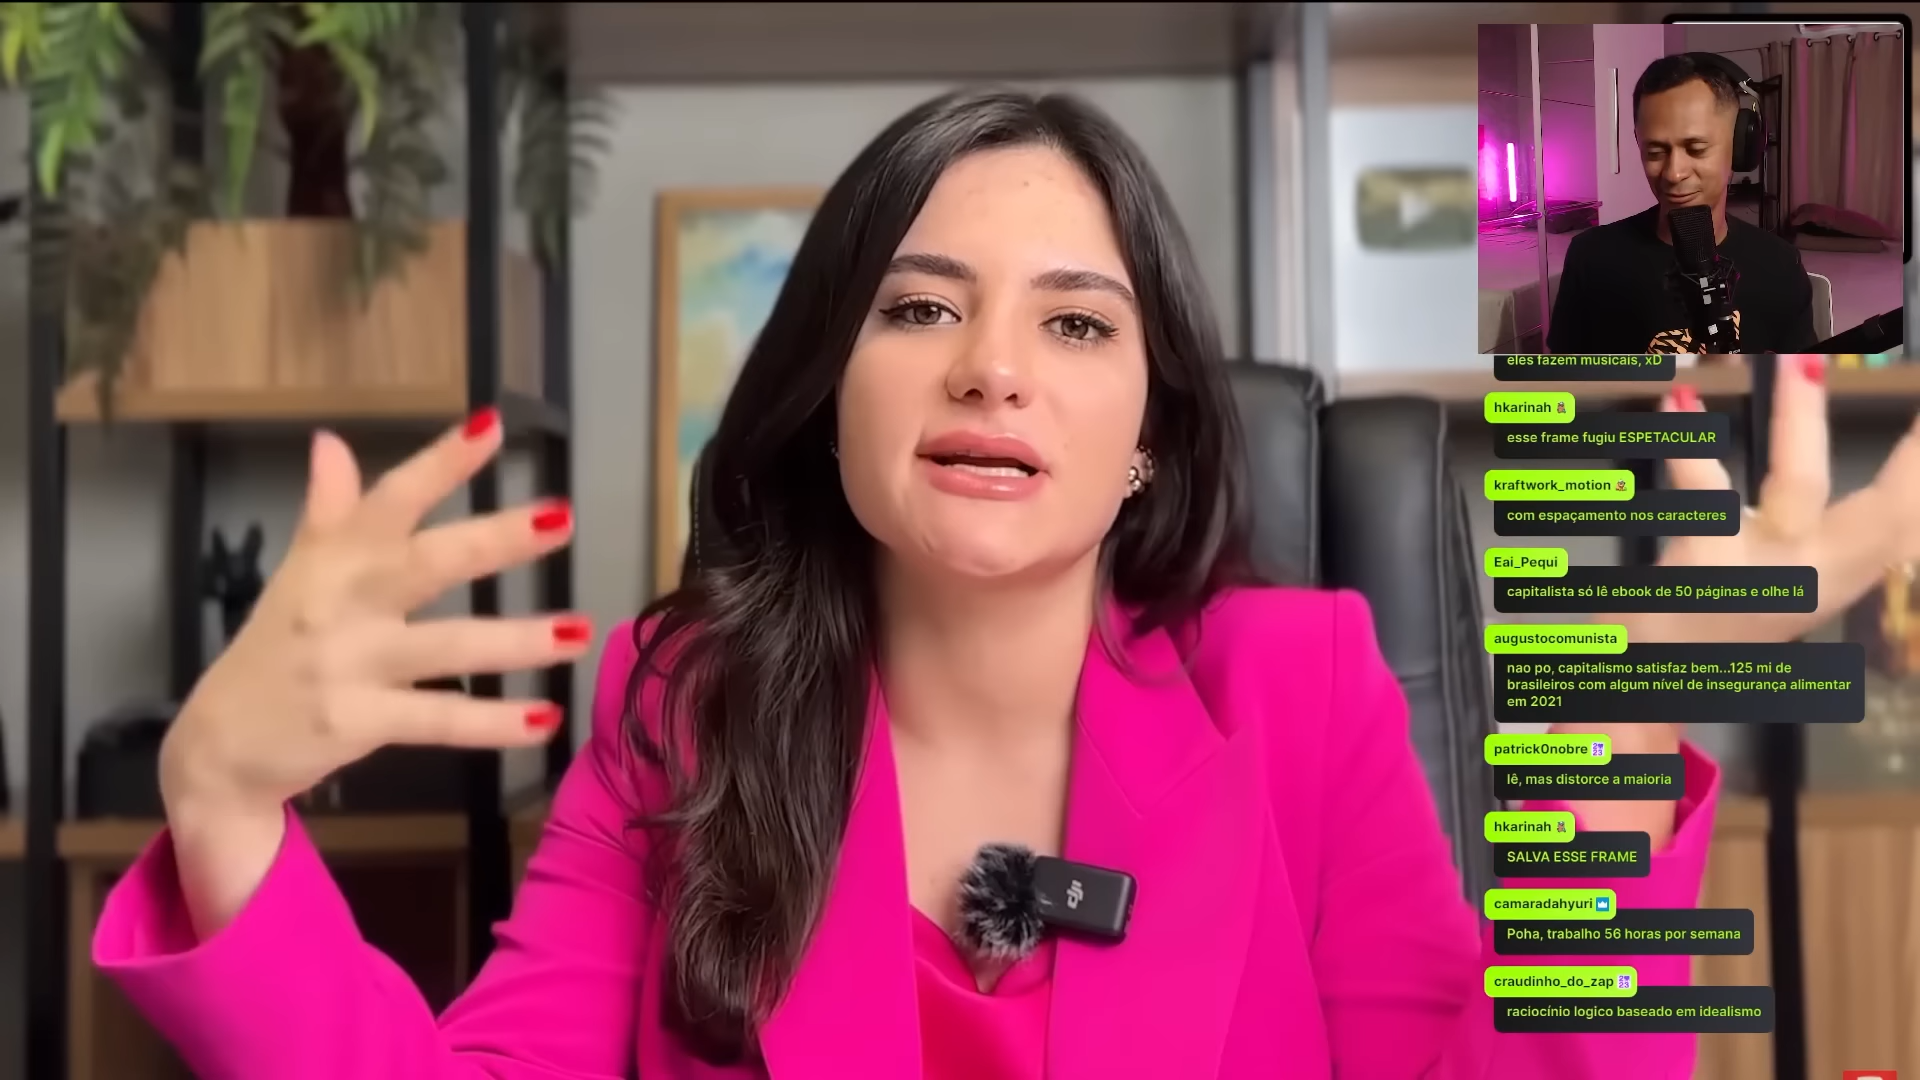 eles fazem musicais, xD
hkarinah
esse frame fugiu ESPETACULAR
kraftwork_motion
com espaçamento nos caracteres
Eai_Pequi
capitalista só lê ebook de 50 páginas e olhe lá
augustocomunista
nao po, capitalismo satisfaz bem...125 mi de
brasileiros com algum nível de insegurança alimentar
em 2021
patrick0nobre
lê, mas distorce a maioria
hkarinah
SALVA ESSE FRAME
camaradahyuri
Poha, trabalho 56 horas por semana
craudinho_do_zap
raciocínio logico baseado em idealismo
dji